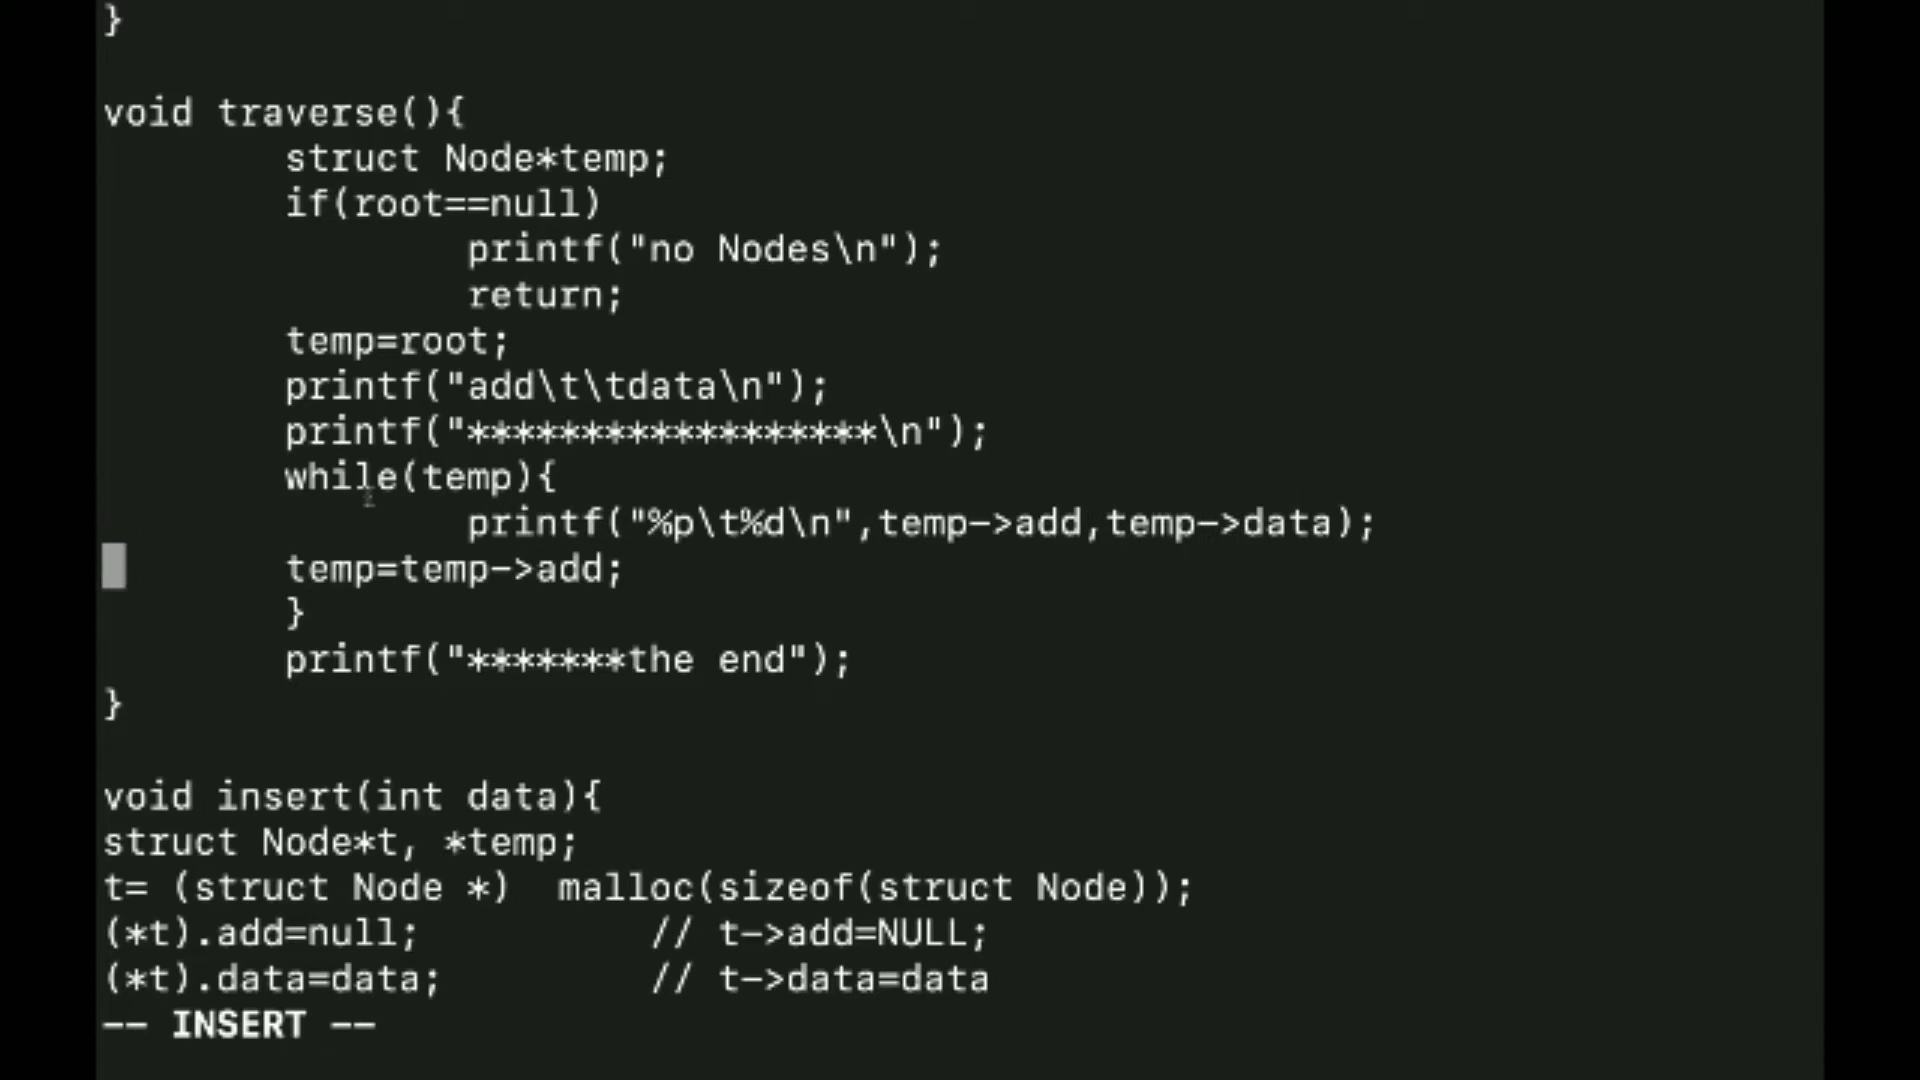 }
void traverse(){
struct Node*temp;
if(root==null)
printf("no Nodes\n");
return;
temp=root;
printf("add\t\tdata\n");
printf("******************\n");
while(temp){
printf("%p\t%d\n",temp->add,temp->data);
temp=temp->add;
}
printf("*******the end");
}
void insert(int data){
struct Node*t, *temp;
t= (struct Node *)  malloc(sizeof(struct Node));
(*t).add=null;          // t->add=NULL;
(*t).data=data;         // t->data=data
-- INSERT --